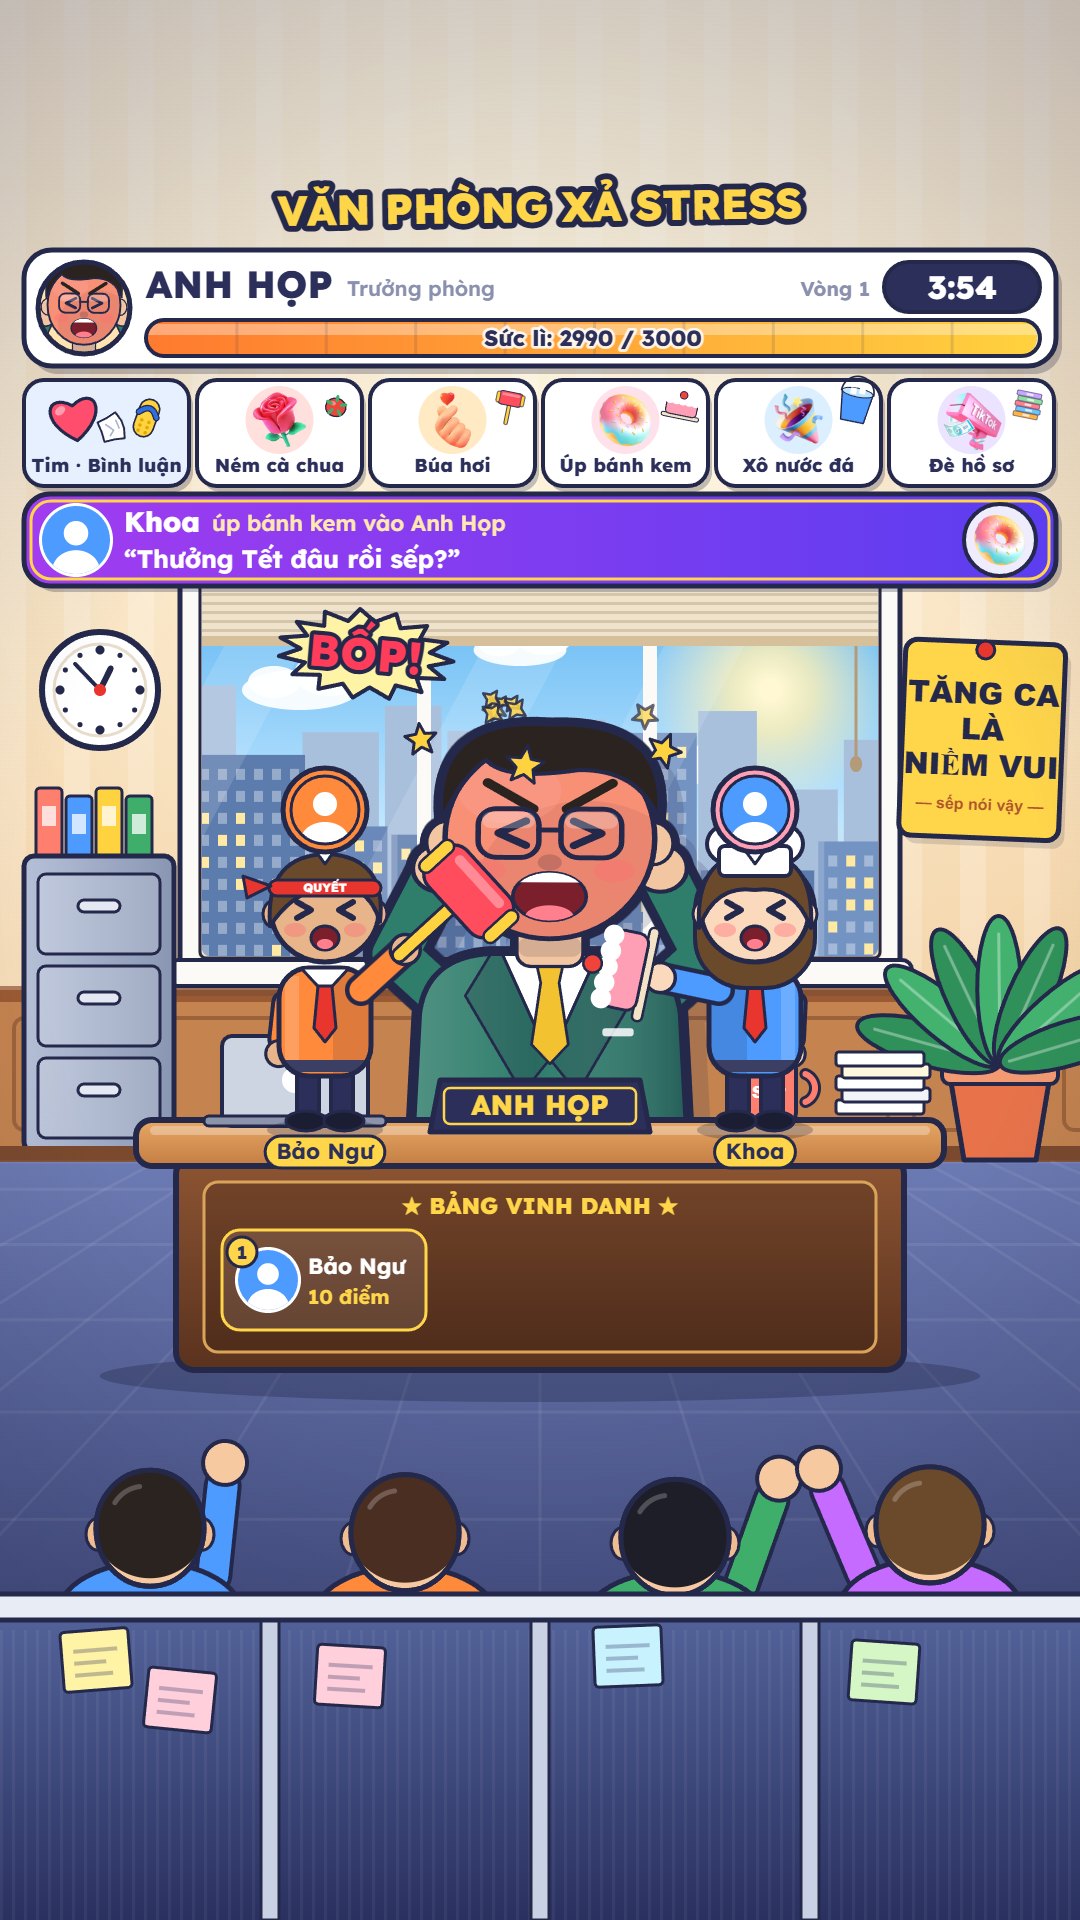 VĂN PHÒNG XẢ STRESS
ANH HỌP Trưởng phòng Vòng 1 3:54
Sức lì: 2990 / 3000
Tim · Bình luận
Ném cà chua
Búa hơi
Úp bánh kem
TikTok
Xô nước đá
Đè hồ sơ
Khoa úp bánh kem vào Anh Họp
“Thưởng Tết đâu rồi sếp?”
BỐP!
TĂNG CA
LÀ
NIỀM VUI
— sếp nói vậy —
QUYẾT
ANH HỌP
Bảo Ngư
Khoa
★ BẢNG VINH DANH ★
1
Bảo Ngư
10 điểm